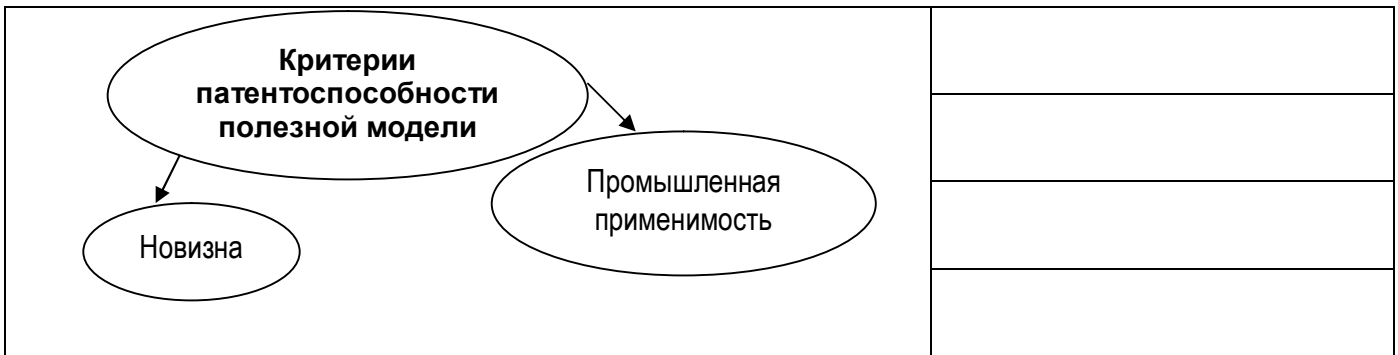 Критерии
патентоспособности
полезной модели
Новизна
Промышленная
применимость